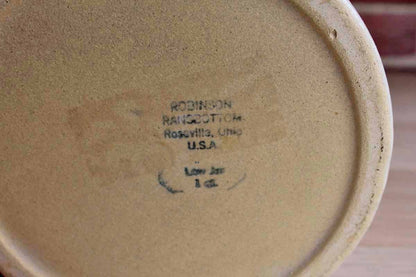 ROBINSON
RANSBOTTOM
Roseville, Ohio
U.S.A.
Low Jar
1 qt.